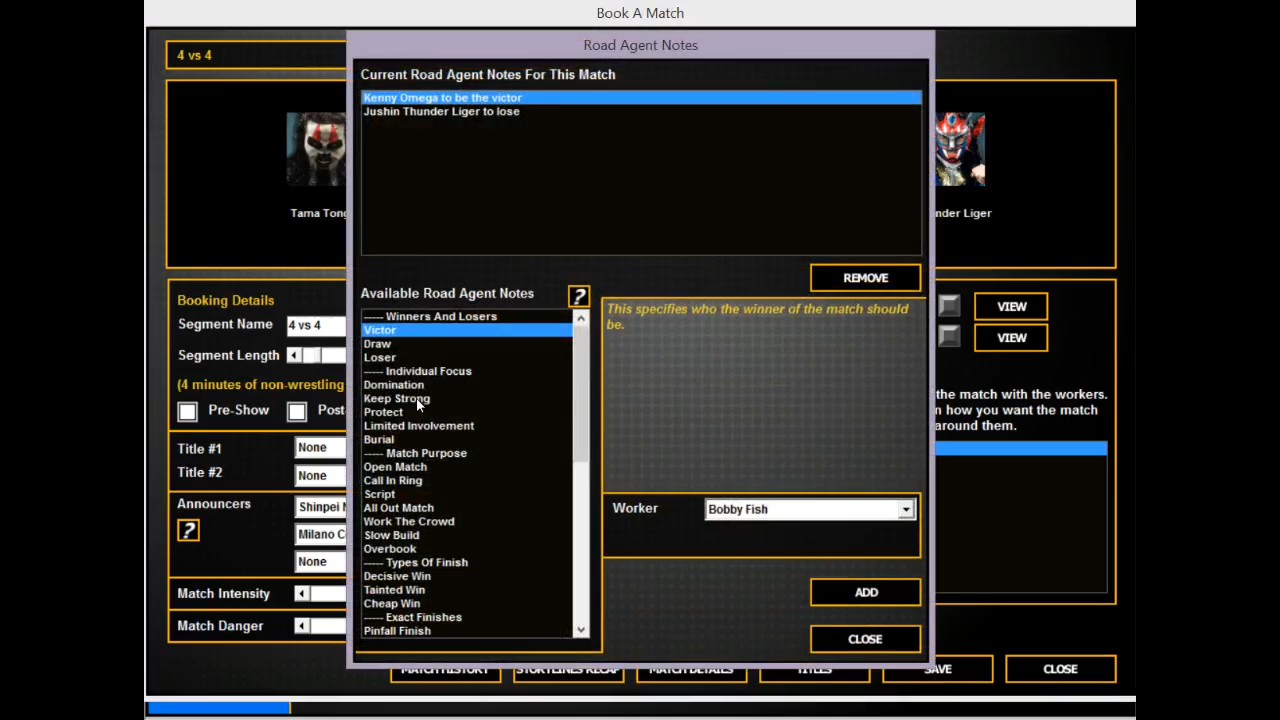 Book A Match
4 vs 4
Road Agent Notes
Current Road Agent Notes For This Match
Kenny Omega to be the victor
Jushin Thunder Liger to lose
Tama Tong
nder Liger
REMOVE
Available Road Agent Notes
?
----- Winners And Losers
Victor
Draw
Loser
----- Individual Focus
Domination
Keep Strong
Protect
Limited Involvement
Burial
----- Match Purpose
Open Match
Call In Ring
Script
All Out Match
Work The Crowd
Slow Build
Overbook
----- Types Of Finish
Decisive Win
Tainted Win
Cheap Win
----- Exact Finishes
Pinfall Finish
This specifies who the winner of the match should
be.
Worker
Bobby Fish
ADD
CLOSE
Booking Details
Segment Name
4 vs 4
Segment Length
(4 minutes of non-wrestling
Pre-Show
Post
Title #1
None
Title #2
None
Announcers
Shinpei
?
Milano C
None
Match Intensity
Match Danger
VIEW
VIEW
the match with the workers.
n how you want the match
around them.
MATCH HISTORY
STORYLINES RECAP
MATCH DETAILS
TITLES
SAVE
CLOSE